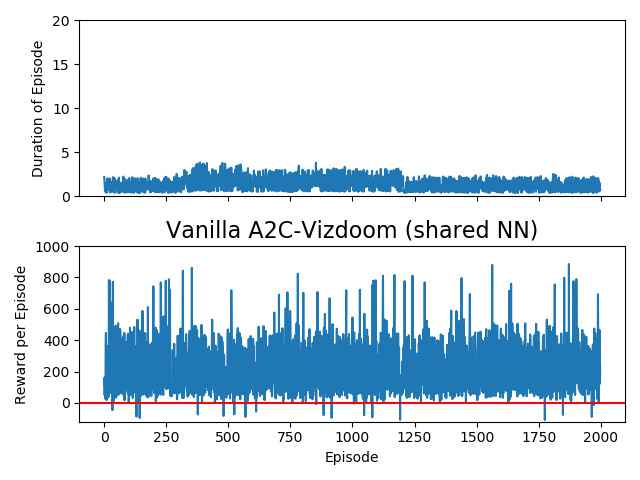 20
15
10
5
0
Duration of Episode
Vanilla A2C-Vizdoom (shared NN)
1000
800
600
400
200
0
Reward per Episode
0 250 500 750 1000 1250 1500 1750 2000
Episode